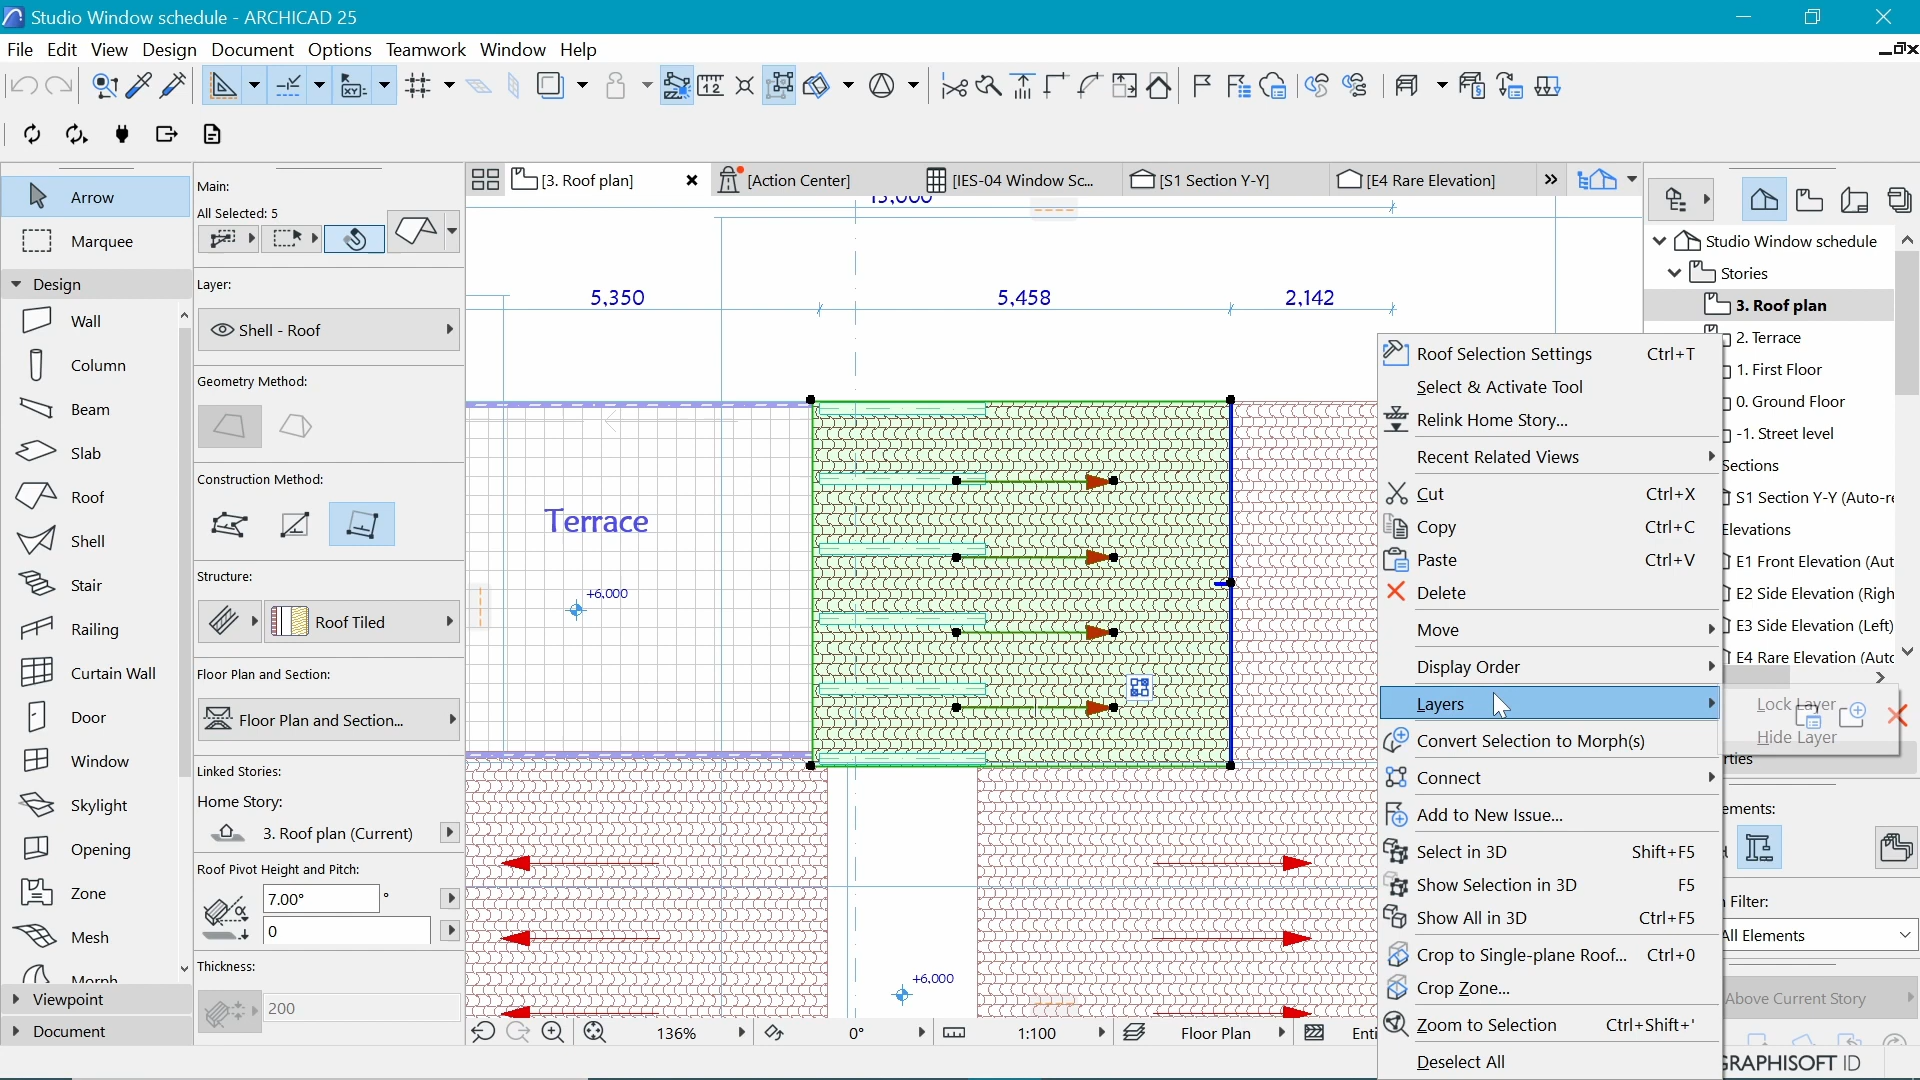 Studio Window schedule - ARCHICAD 25
File Edit View Design Document Options Teamwork Window Help
Arrow
Marquee
Design
Wall
Column
Beam
Slab
Roof
Shell
Stair
Railing
Curtain Wall
Door
Window
Skylight
Opening
Zone
Mesh
Morph
Viewpoint
Document
Main:
All Selected: 5
Layer:
Shell - Roof
Geometry Method:
Construction Method:
Structure:
Roof Tiled
Floor Plan and Section:
Floor Plan and Section...
Linked Stories:
Home Story:
3. Roof plan (Current)
Roof Pivot Height and Pitch:
7.00° °
0
Thickness:
200
[3. Roof plan]
[Action Center]
[IES-04 Window Sc...
[S1 Section Y-Y]
[E4 Rare Elevation]
13,000
5,350
5,458
2,142
Terrace
+6,000
+6,000
136%
0°
1:100
Floor Plan
Enti
Roof Selection Settings Ctrl+T
Select & Activate Tool
Relink Home Story...
Recent Related Views
Cut Ctrl+X
Copy Ctrl+C
Paste Ctrl+V
Delete
Move
Display Order
Layers
Convert Selection to Morph(s)
Connect
Add to New Issue...
Select in 3D Shift+F5
Show Selection in 3D F5
Show All in 3D Ctrl+F5
Crop to Single-plane Roof... Ctrl+0
Crop Zone...
Zoom to Selection Ctrl+Shift+'
Deselect All
Lock Layer
Hide Layer
Studio Window schedule
Stories
3. Roof plan
2. Terrace
1. First Floor
0. Ground Floor
-1. Street level
Sections
S1 Section Y-Y (Auto-re
Elevations
E1 Front Elevation (Aut
E2 Side Elevation (Righ
E3 Side Elevation (Left)
E4 Rare Elevation (Auto
rties
ements:
Filter:
All Elements
Above Current Story
GRAPHISOFT ID